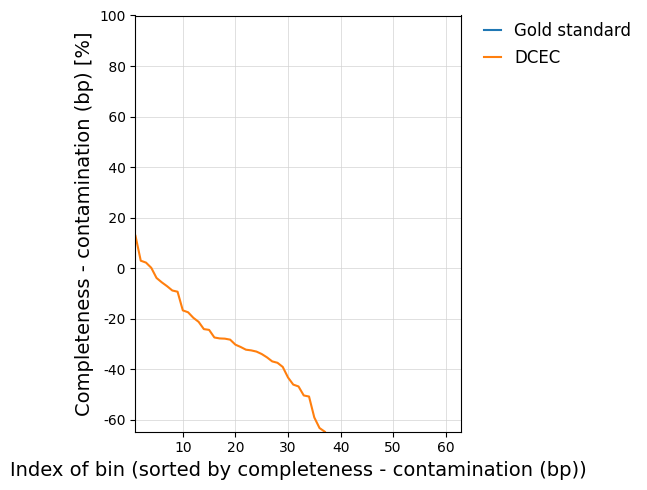 Gold standard
DCEC
Completeness - contamination (bp) [%]
100
80
60
40
20
0
-20
-40
-60
10 20 30 40 50 60
Index of bin (sorted by completeness - contamination (bp))